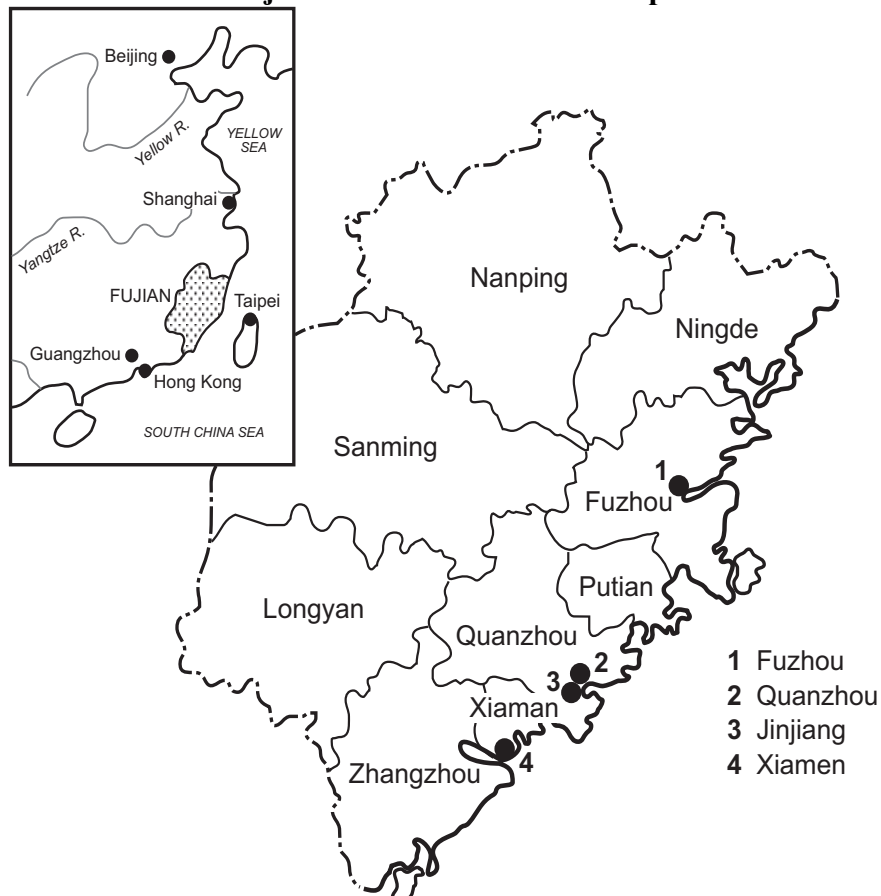 Beijing
Yellow R.
YELLOW
SEA
Shanghai
Yangtze R.
FUJIAN
Taipei
Guangzhou
Hong Kong
SOUTH CHINA SEA
Nanping
Ningde
Sanming
1
Fuzhou
Putian
Longyan
Quanzhou
2
3
Xiaman
4
Zhangzhou
1 Fuzhou
2 Quanzhou
3 Jinjiang
4 Xiamen